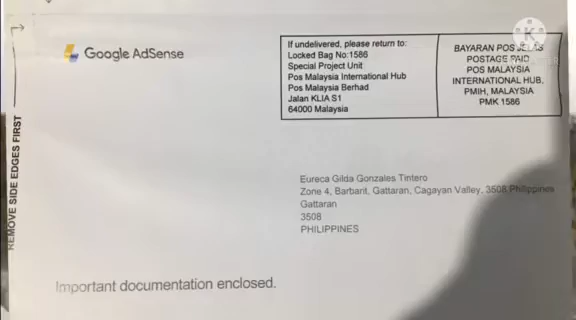 Google AdSense
If undelivered, please return to:
Locked Bag No:1586
Special Project Unit
Pos Malaysia International Hub
Pos Malaysia Berhad
Jalan KLIA S1
64000 Malaysia
BAYARAN POS JELAS
POSTAGE PAID
POS MALAYSIA
INTERNATIONAL HUB,
PMIH, MALAYSIA
PMK 1586
REMOVE SIDE EDGES FIRST
Eureca Gilda Gonzales Tintero
Zone 4, Barbarit, Gattaran, Cagayan Valley, 3508 Philippines
Gattaran
3508
PHILIPPINES
Important documentation enclosed.